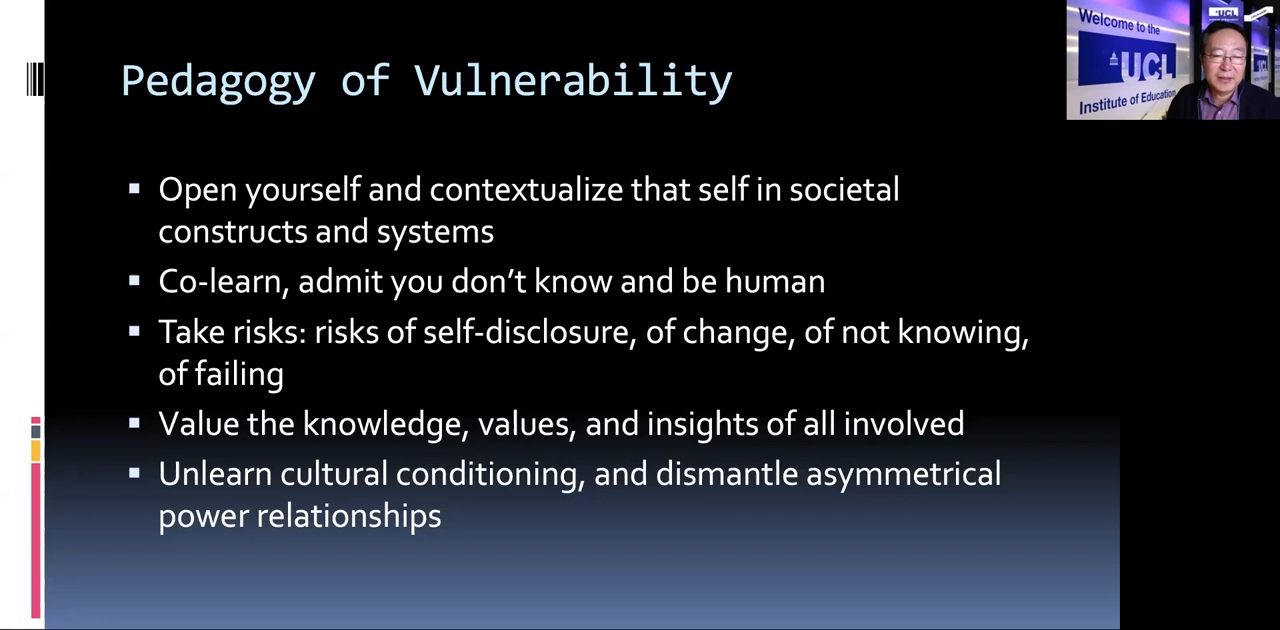 Pedagogy of Vulnerability
Open yourself and contextualize that self in societal
constructs and systems
Co-learn, admit you don’t know and be human
Take risks: risks of self-disclosure, of change, of not knowing,
of failing
Value the knowledge, values, and insights of all involved
Unlearn cultural conditioning, and dismantle asymmetrical
power relationships
Welcome to the
UCL
Institute of Education
UCL